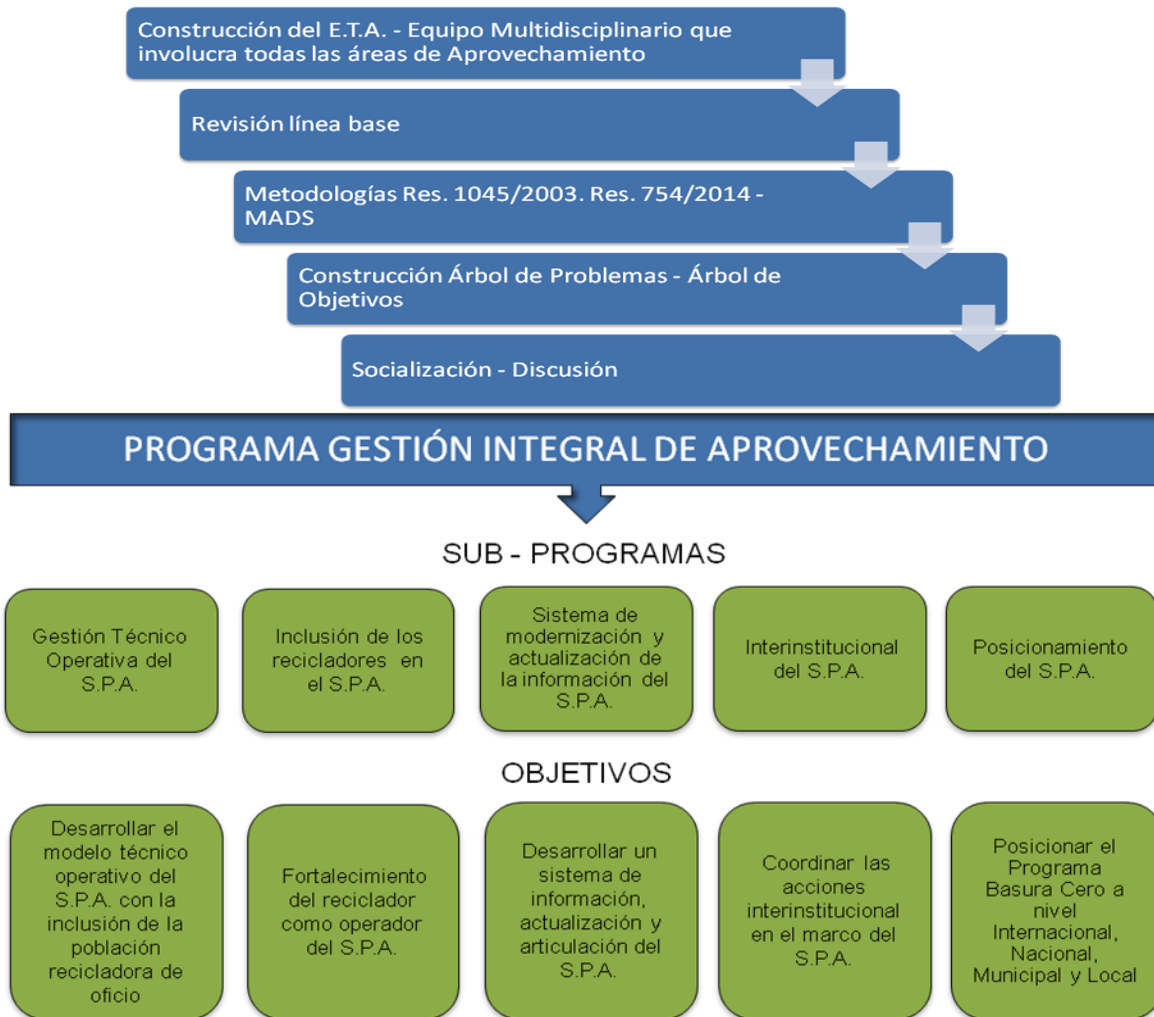 Construcción del E.T.A. - Equipo Multidisciplinario que
involucra todas las áreas de Aprovechamiento
Revisión línea base
Metodologías Res. 1045/2003. Res. 754/2014 -
MADS
Construcción Árbol de Problemas - Árbol de
Objetivos
Socialización - Discusión
PROGRAMA GESTIÓN INTEGRAL DE APROVECHAMIENTO
SUB - PROGRAMAS
Gestión Técnico
Operativa del
S.P.A.
Inclusión de los
recicladores en
el S.P.A.
Sistema de
modernización y
actualización de
la información del
S.P.A.
Interinstitucional
del S.P.A.
Posicionamiento
del S.P.A.
OBJETIVOS
Desarrollar el
modelo técnico
operativo del
S.P.A. con la
inclusión de la
población
recicladora de
oficio
Fortalecimiento
del reciclador
como operador
del S.P.A.
Desarrollar un
sistema de
información,
actualización y
articulación del
S.P.A.
Coordinar las
acciones
interinstitucional
en el marco del
S.P.A.
Posicionar el
Programa
Basura Cero a
nivel
Internacional,
Nacional,
Municipal y Local